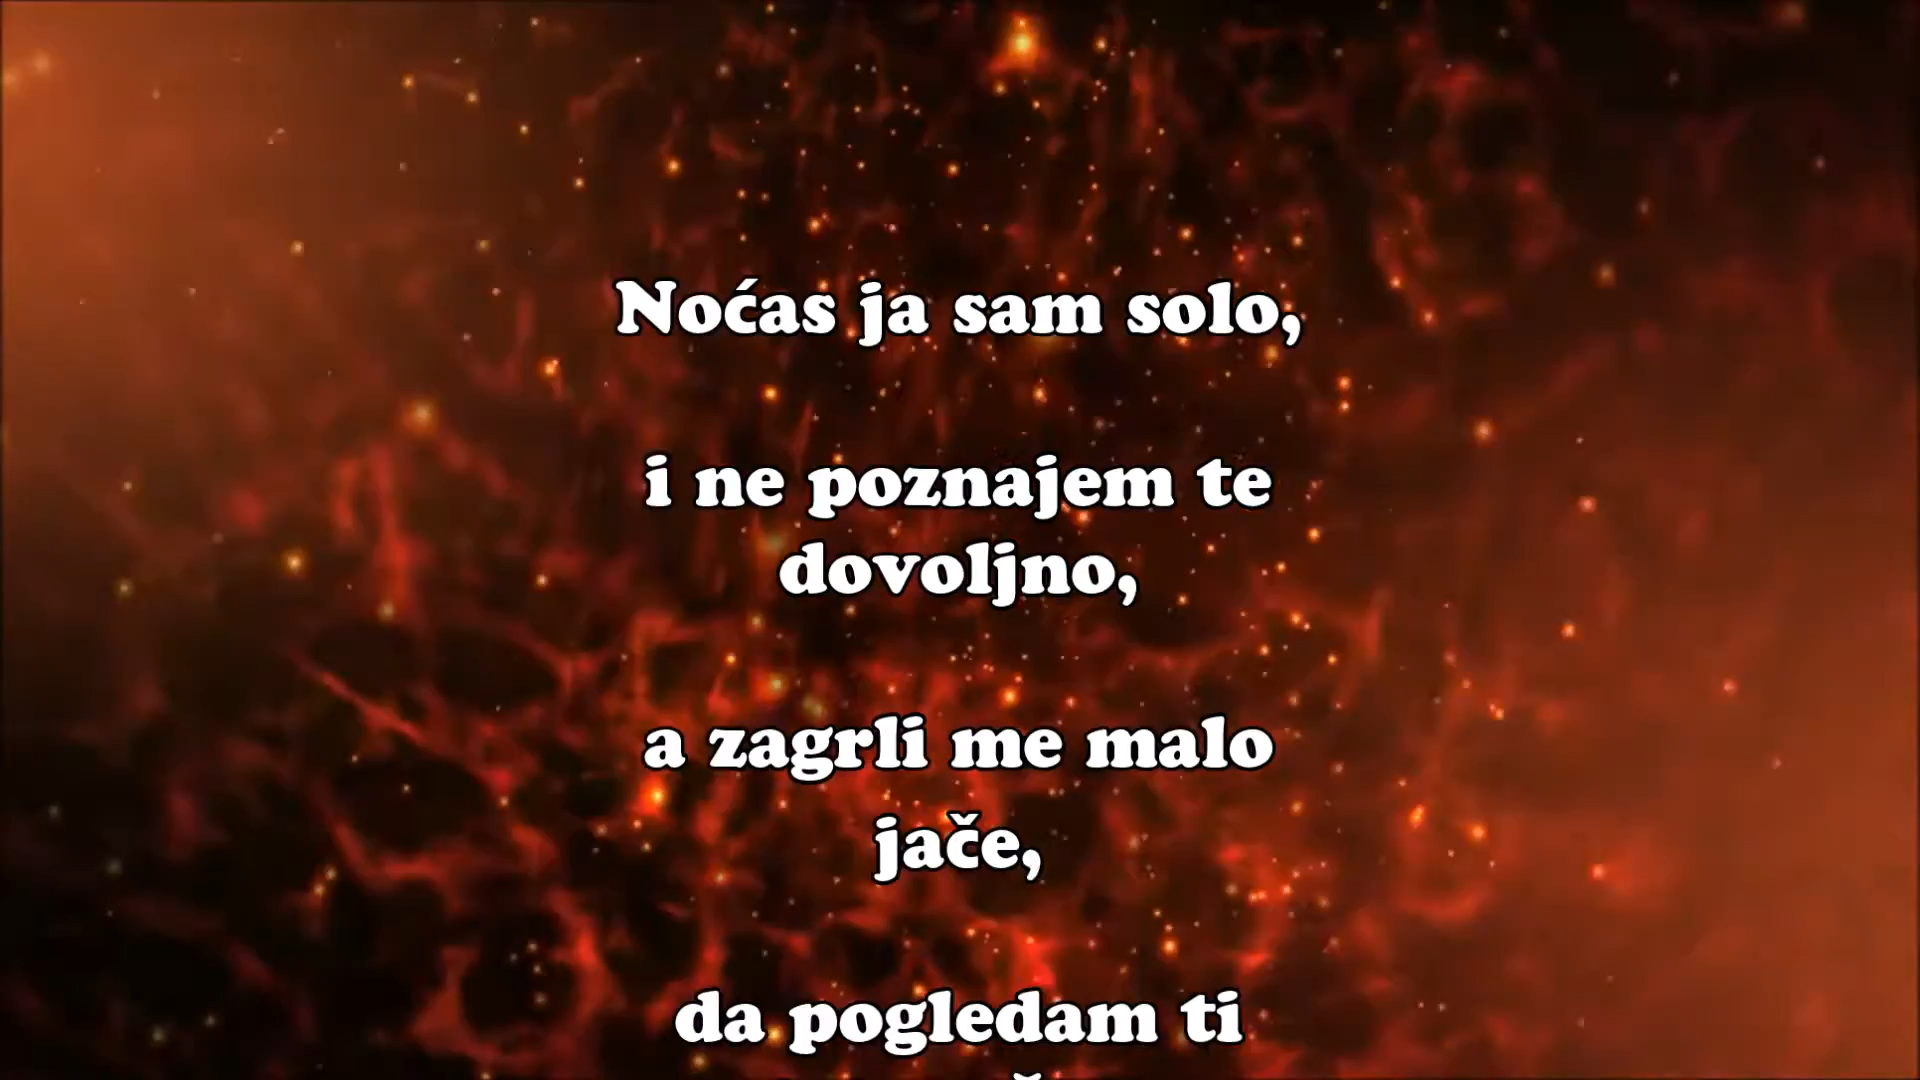 Noćas ja sam solo,
i ne poznajem te
dovoljno,
a zagrli me malo
jače,
da pogledam ti